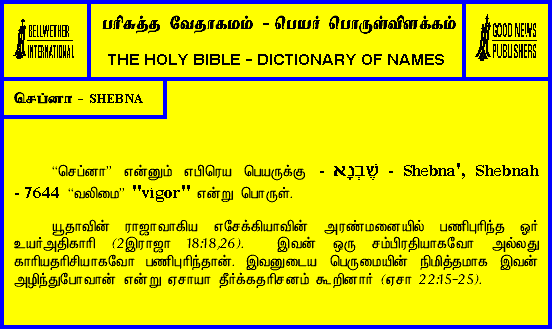 BELLWETHER
INTERNATIONAL
பரிசுத்த வேதாகமம் - பெயர் பொருள்விளக்கம்
THE HOLY BIBLE - DICTIONARY OF NAMES
GOOD NEWS
PUBLISHERS
செப்னா - SHEBNA
“செப்னா” என்னும் எபிரெய பெயருக்கு - שֶׁבְנָא - Shebna', Shebnah
- 7644 “வலிமை” "vigor" என்று பொருள்.
யூதாவின் ராஜாவாகிய எசேக்கியாவின் அரண்மனையில் பணிபுரிந்த ஓர்
உயர்அதிகாரி (2இராஜா 18:18,26). இவன் ஒரு சம்பிரதியாகவோ அல்லது
காரியதரிசியாகவோ பணிபுரிந்தான். இவனுடைய பெருமையின் நிமித்தமாக இவன்
அழிந்துபோவான் என்று ஏசாயா தீர்க்கதரிசனம் கூறினார் (ஏசா 22:15-25).